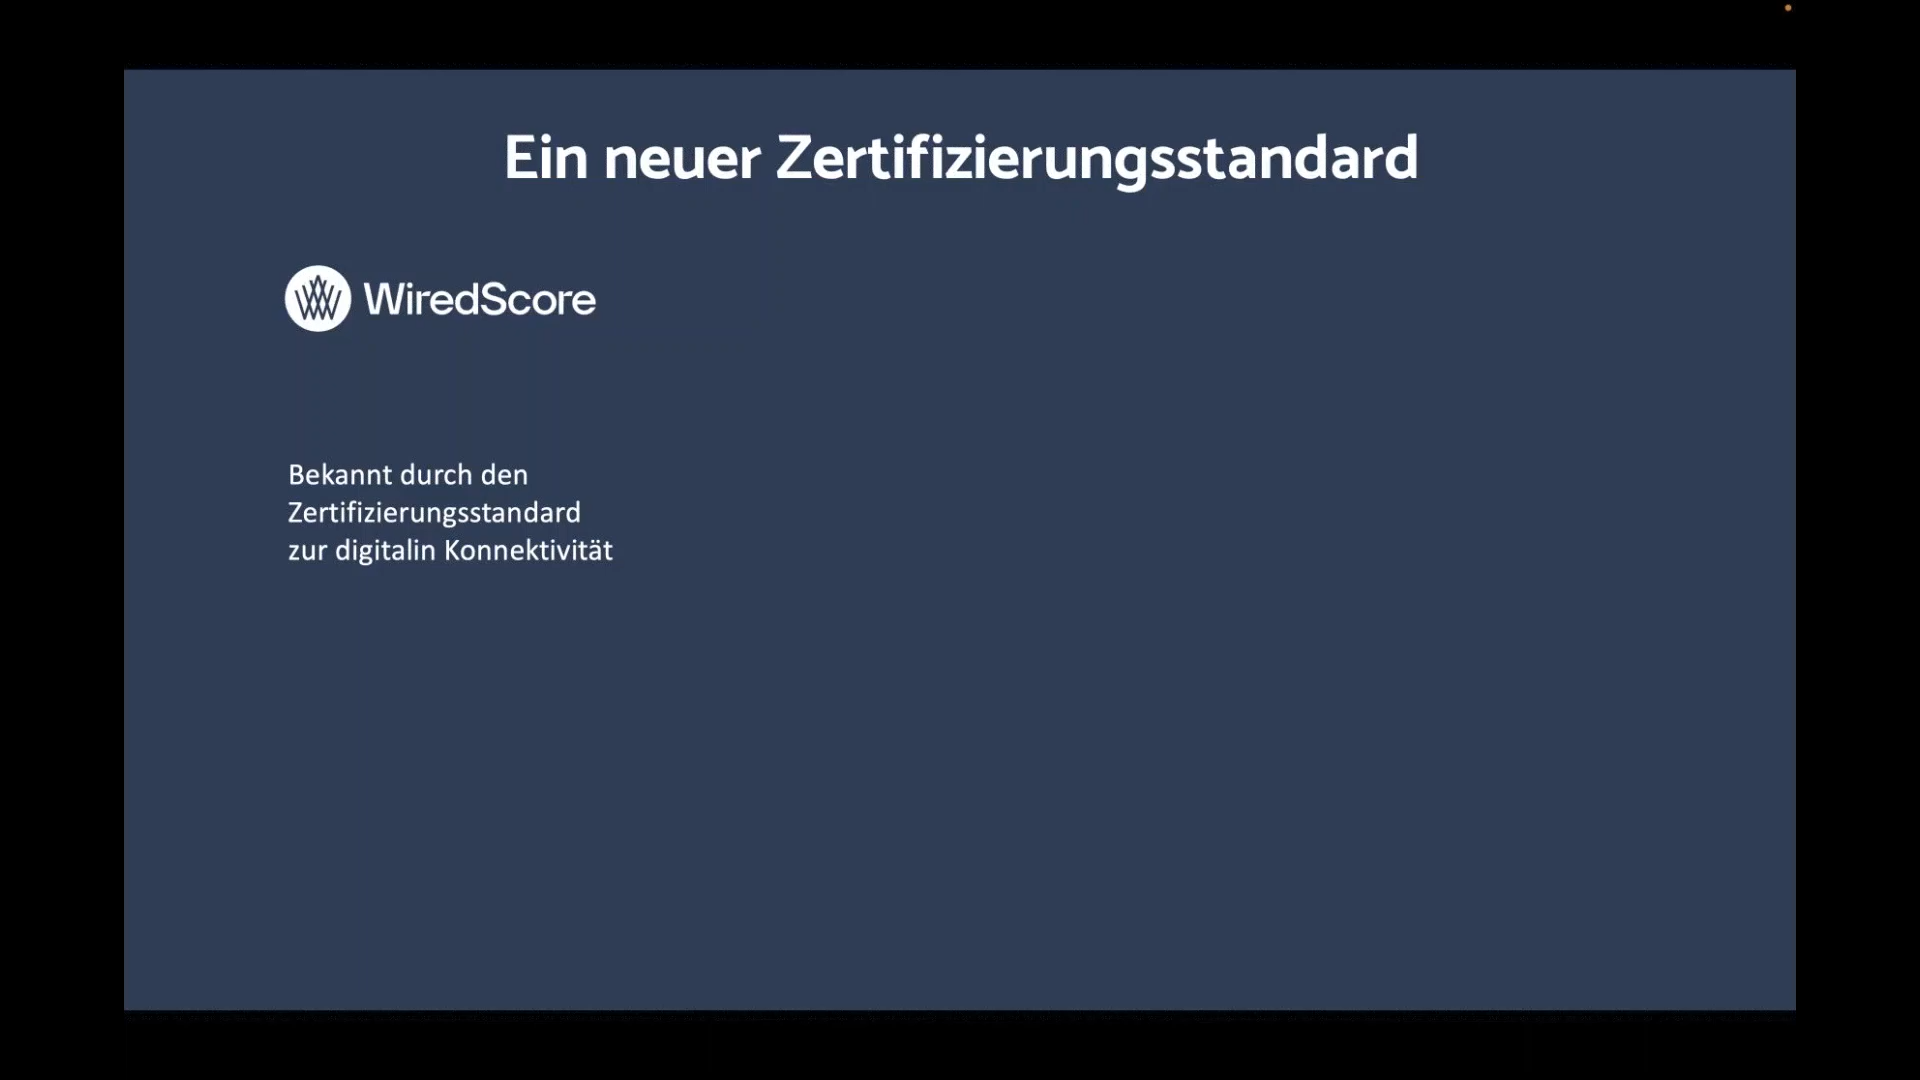 Ein neuer Zertifizierungsstandard
WiredScore
Bekannt durch den
Zertifizierungsstandard
zur digitalin Konnektivität